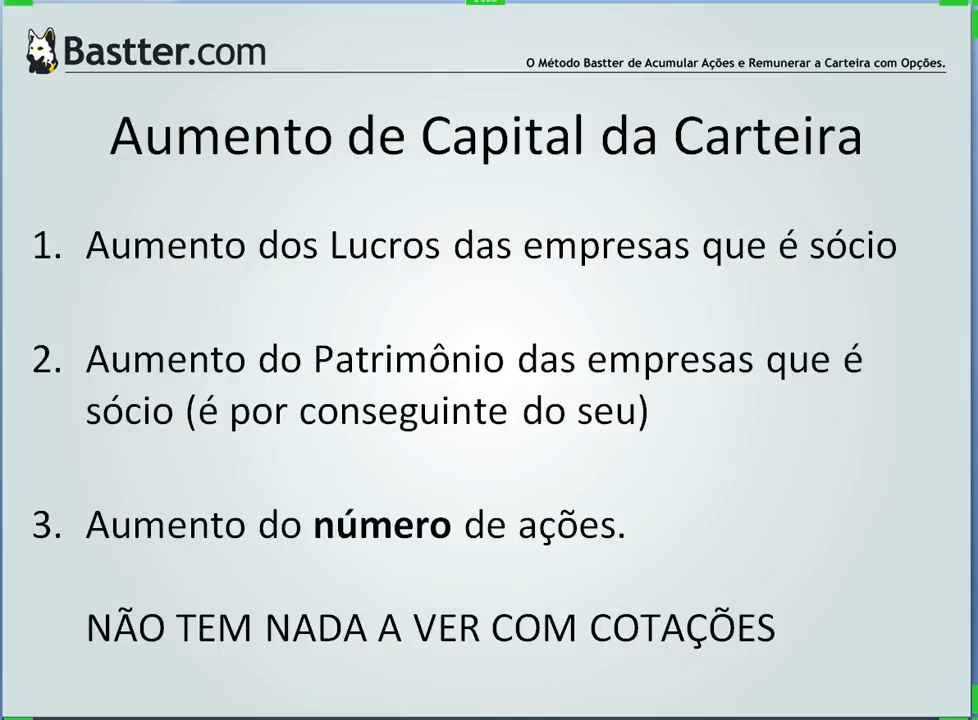 Bastter.com
O Método Bastter de Acumular Ações e Remunerar a Carteira com Opções.
Aumento de Capital da Carteira
1. Aumento dos Lucros das empresas que é sócio
2. Aumento do Patrimônio das empresas que é
sócio (é por conseguinte do seu)
3. Aumento do número de ações.
NÃO TEM NADA A VER COM COTAÇÕES